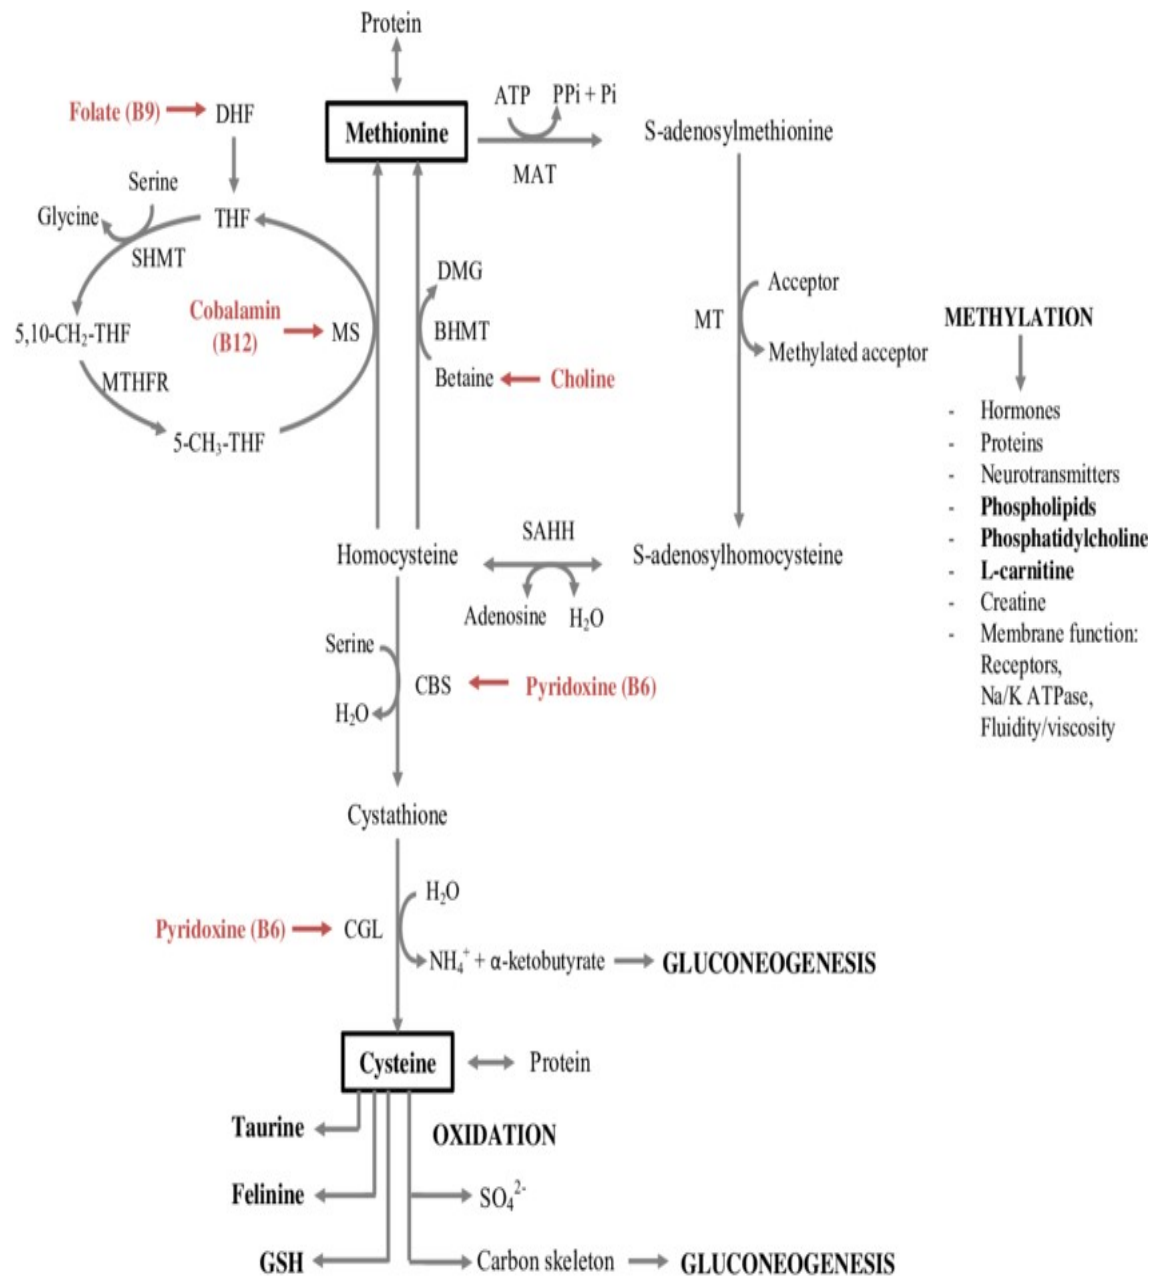 Protein
ATP PPi + Pi
Folate (B9) DHF
Methionine
S-adenosylmethionine
MAT
Serine
Glycine
THF
SHMT
DMG
Acceptor
Cobalamin
(B12)
MS
BHMT
MT
METHYLATION
5,10-CH₂-THF
Methylated acceptor
MTHFR
Betaine
Choline
5-CH₃-THF
- Hormones
- Proteins
- Neurotransmitters
- Phospholipids
- Phosphatidylcholine
- L-carnitine
- Creatine
- Membrane function:
Receptors,
Na/K ATPase,
Fluidity/viscosity
SAHH
Homocysteine
S-adenosylhomocysteine
Adenosine H₂O
Serine
CBS
Pyridoxine (B6)
H₂O
Cystathione
H₂O
Pyridoxine (B6)
CGL
NH₄⁺ + α-ketobutyrate
GLUCONEOGENESIS
Cysteine
Protein
Taurine
OXIDATION
Felinine
SO₄²⁻
GSH
Carbon skeleton
GLUCONEOGENESIS